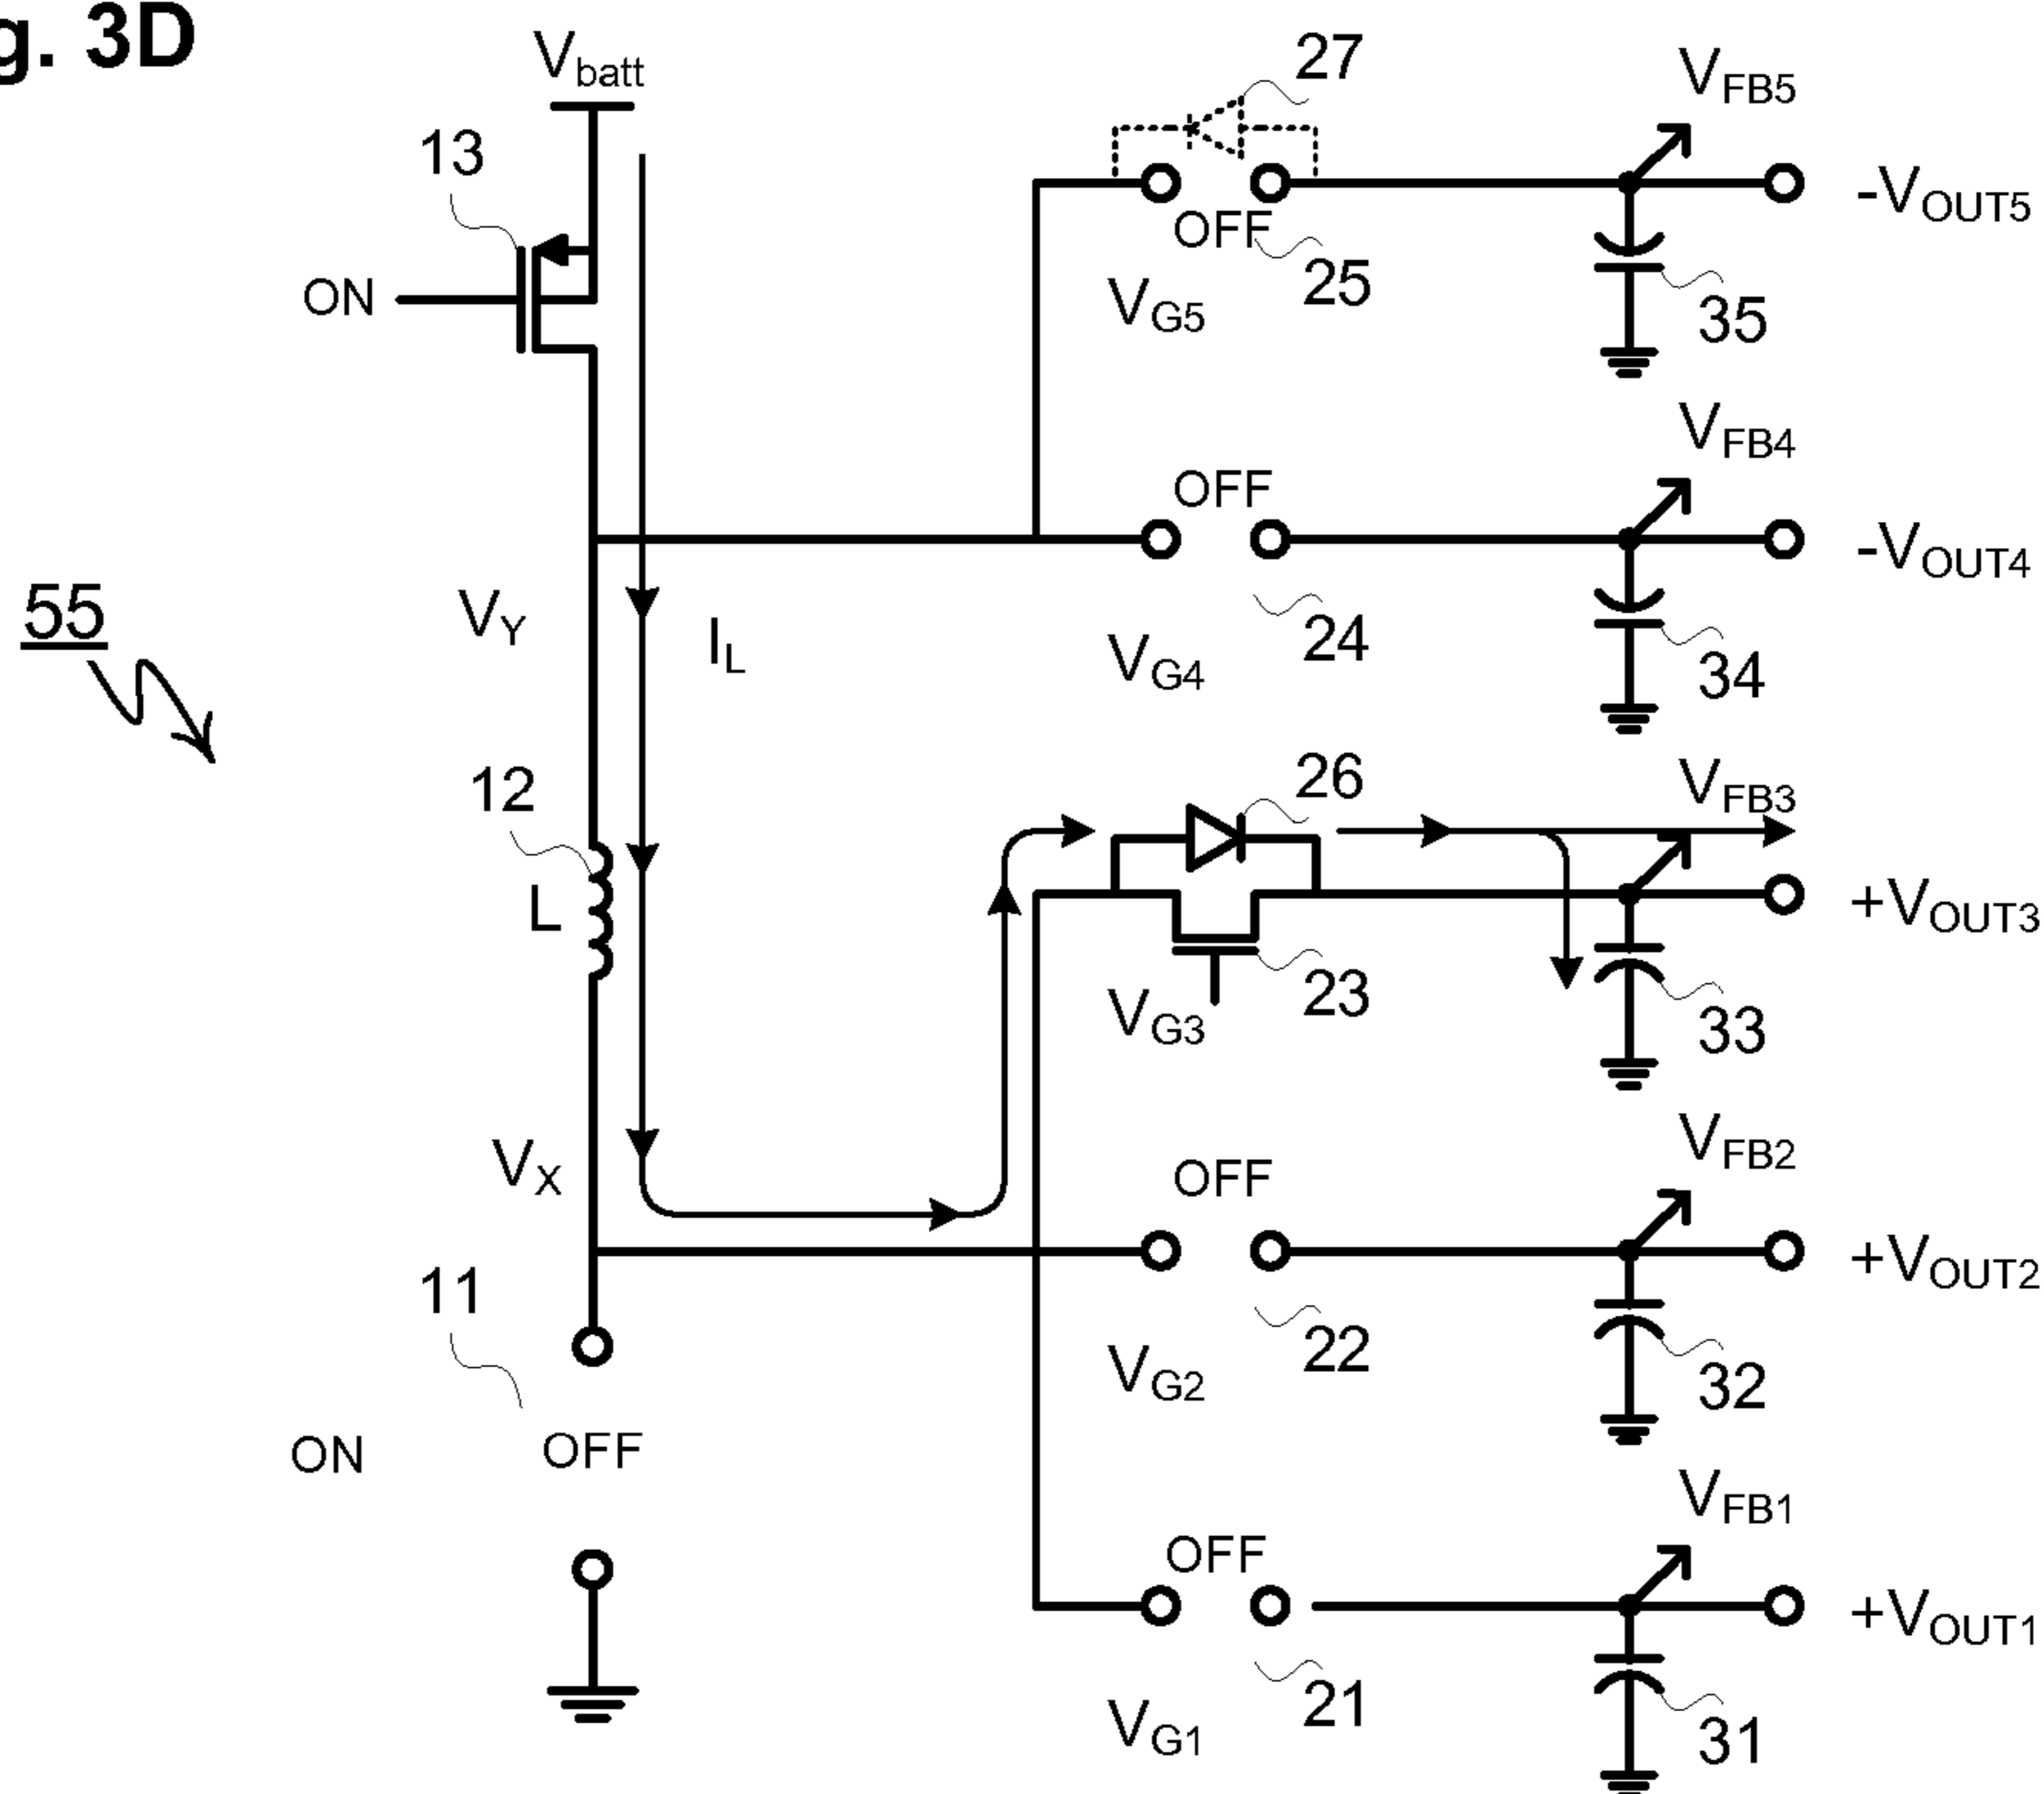 g. 3D
Vbatt
27
VFB5
13
-VOUT5
OFF
25
ON
VG5
35
VFB4
OFF
-VOUT4
55
VY
IL
24
VG4
34
26
VFB3
12
L
+VOUT3
23
VG3
33
VFB2
VX
OFF
+VOUT2
11
22
VG2
32
ON
OFF
VFB1
OFF
+VOUT1
21
VG1
31